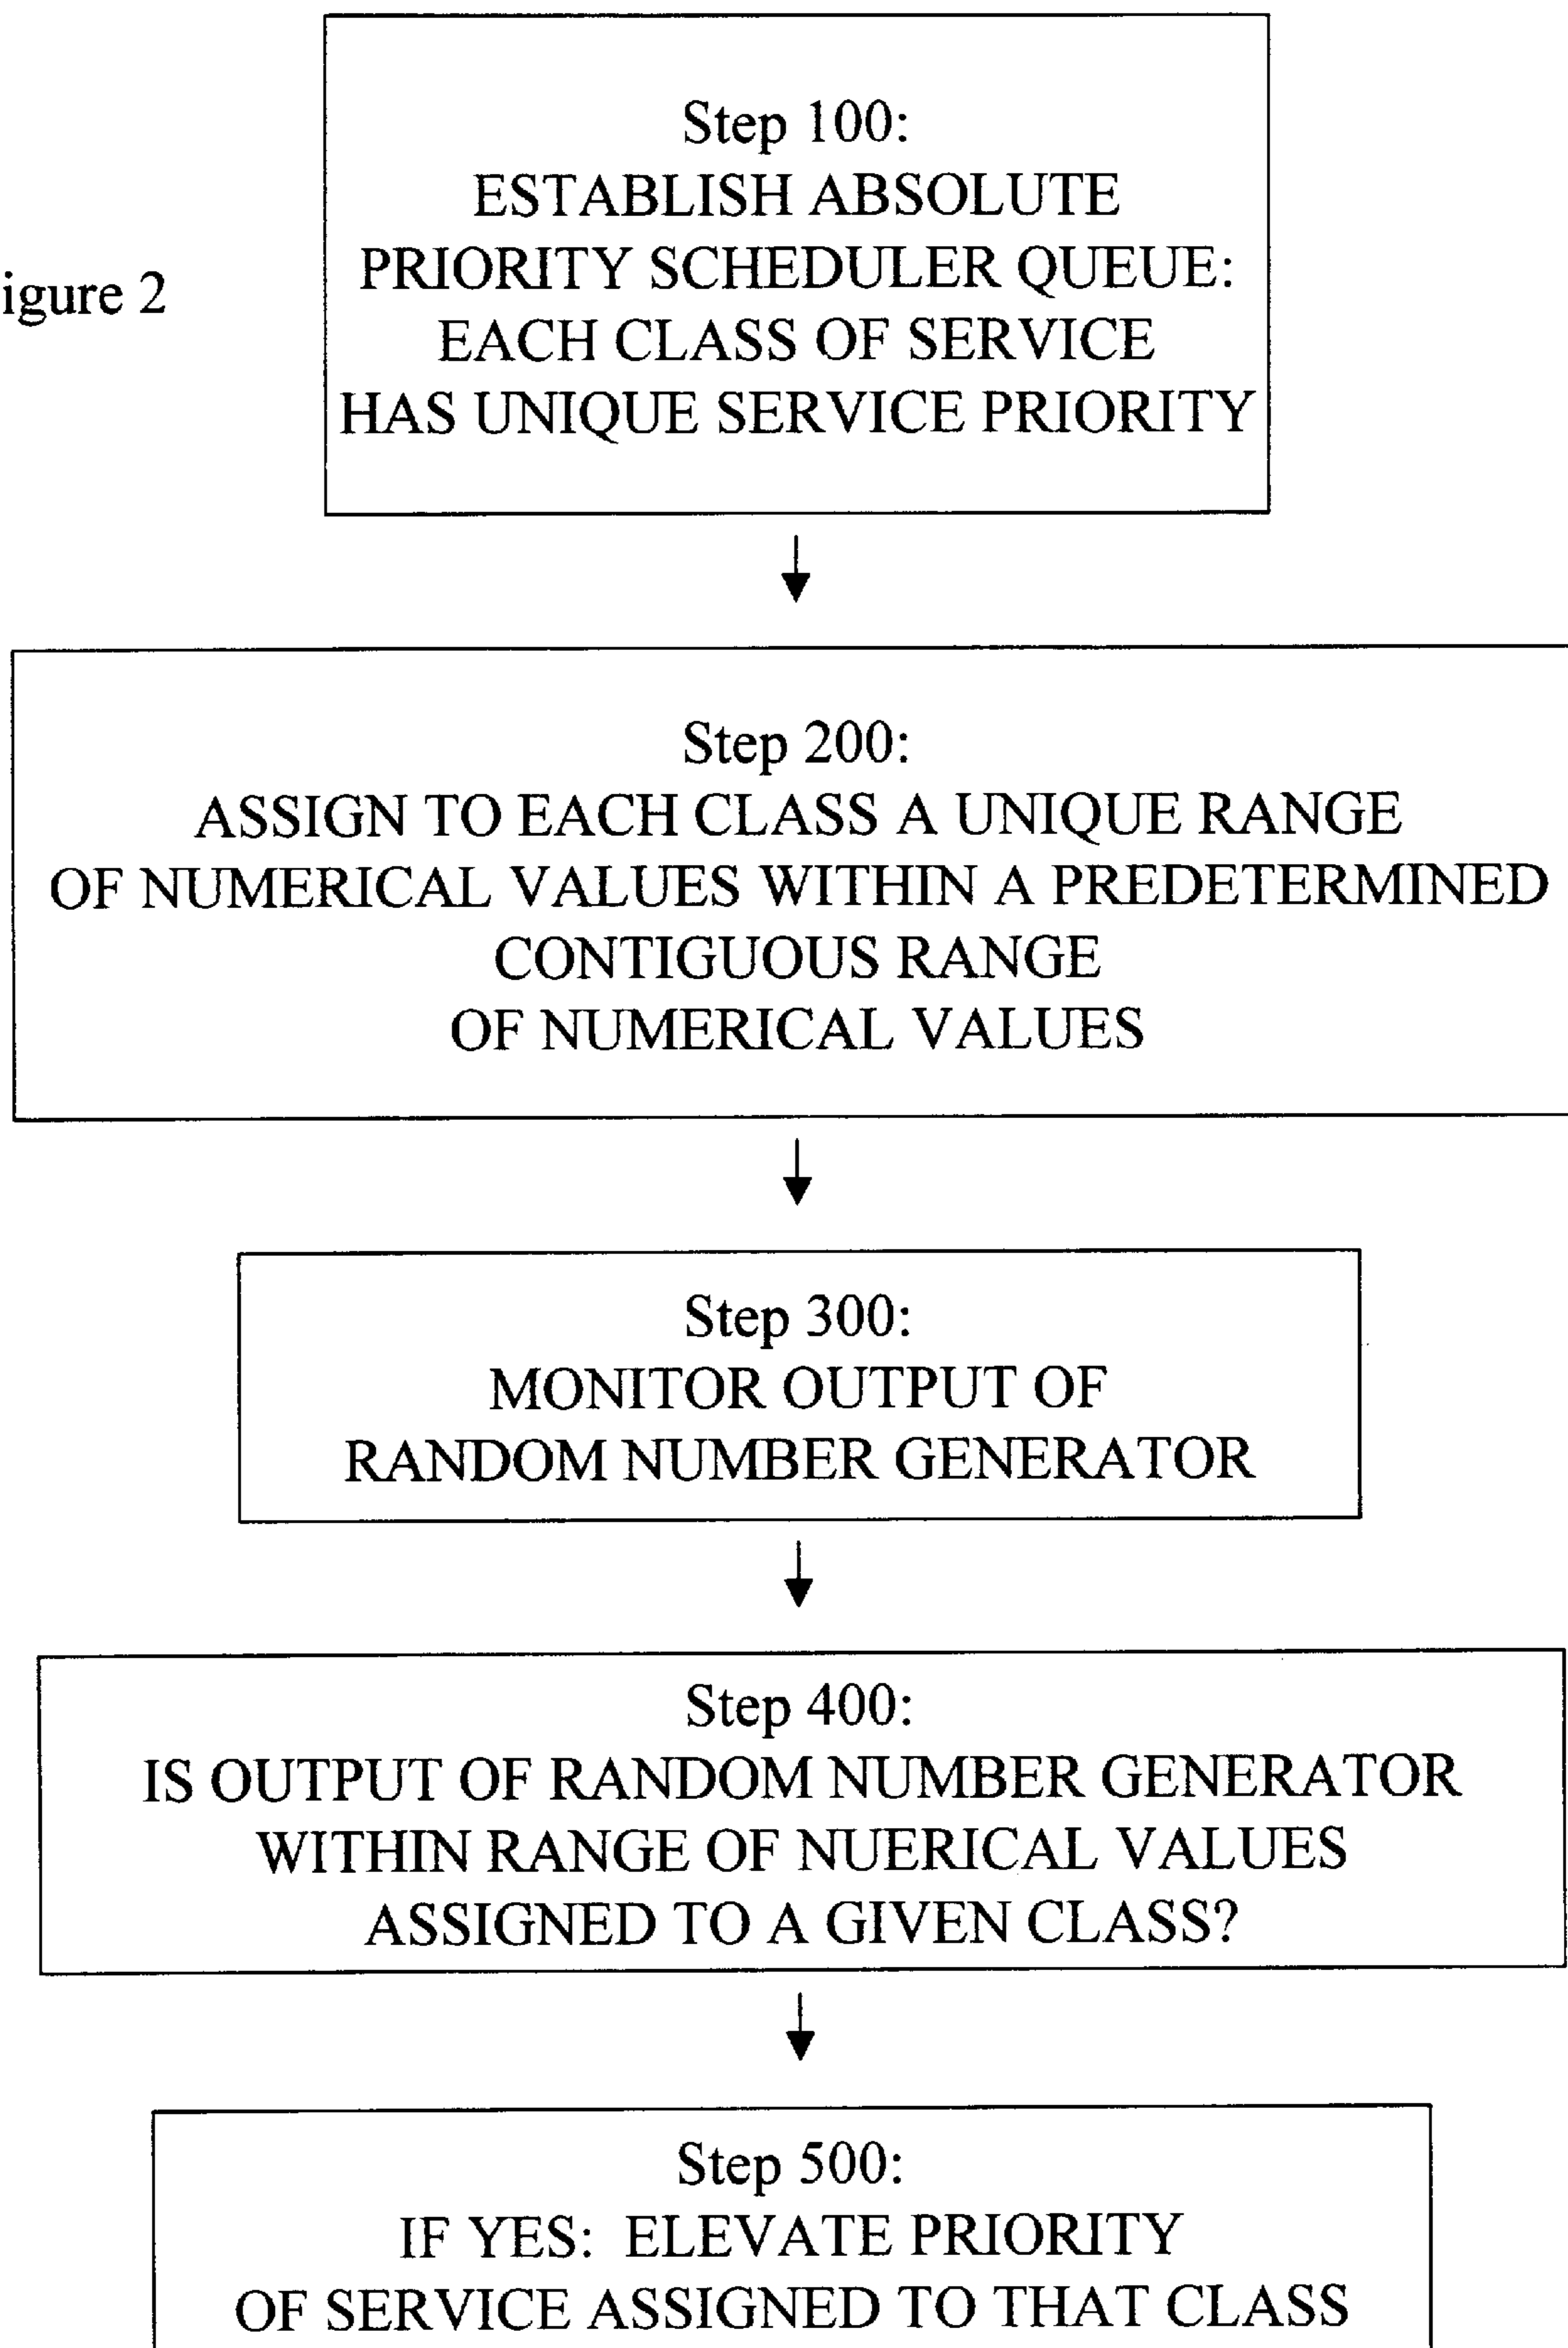 Step 100:
ESTABLISH ABSOLUTE
PRIORITY SCHEDULER QUEUE:
EACH CLASS OF SERVICE
HAS UNIQUE SERVICE PRIORITY
igure 2
Step 200:
ASSIGN TO EACH CLASS A UNIQUE RANGE
OF NUMERICAL VALUES WITHIN A PREDETERMINED
CONTIGUOUS RANGE
OF NUMERICAL VALUES
Step 300:
MONITOR OUTPUT OF
RANDOM NUMBER GENERATOR
Step 400:
IS OUTPUT OF RANDOM NUMBER GENERATOR
WITHIN RANGE OF NUERICAL VALUES
ASSIGNED TO A GIVEN CLASS?
Step 500:
IF YES: ELEVATE PRIORITY
OF SERVICE ASSIGNED TO THAT CLASS